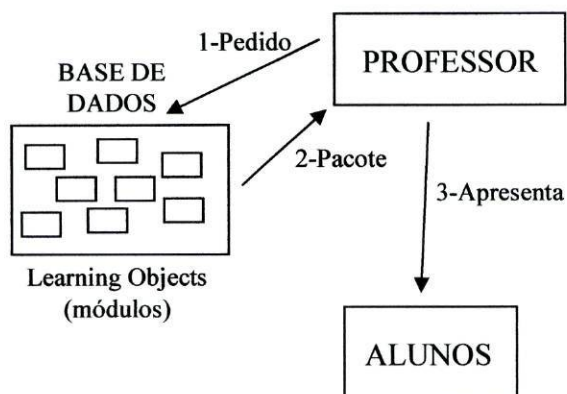 1-Pedido
PROFESSOR
BASE DE
DADOS
2-Pacote
3-Apresenta
Learning Objects
(módulos)
ALUNOS